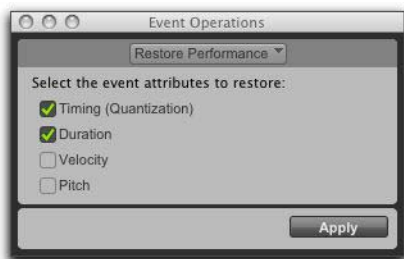 Event Operations
Restore Performance
Select the event attributes to restore:
Timing (Quantization)
Duration
Velocity
Pitch
Apply